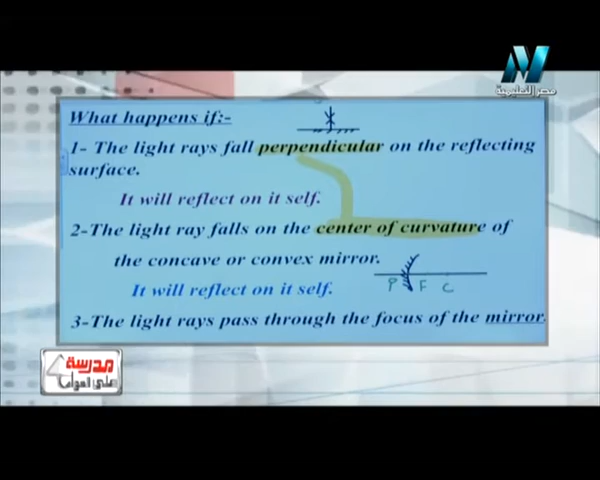 مصر التعليمية
What happens if:-
1- The light rays fall perpendicular on the reflecting
surface.
It will reflect on it self.
2-The light ray falls on the center of curvature of
the concave or convex mirror.
P F C
It will reflect on it self.
3-The light rays pass through the focus of the mirror.
مدرسة
على الهواء